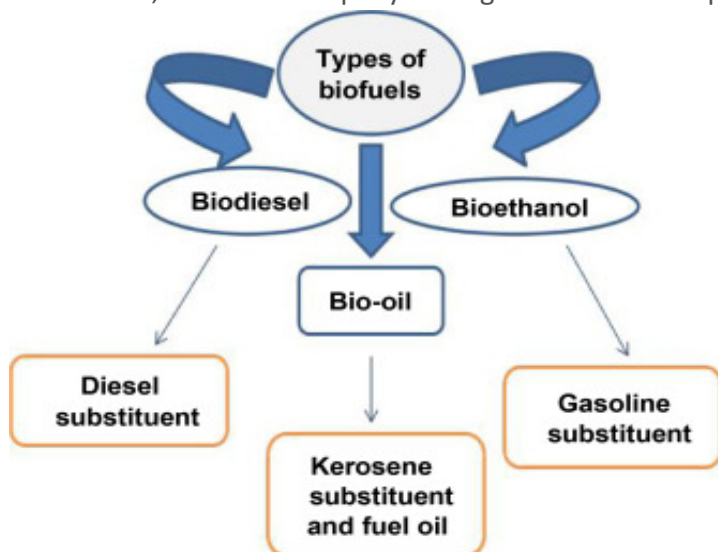 Types of
biofuels
Biodiesel
Bioethanol
Bio-oil
Diesel
substituent
Gasoline
substituent
Kerosene
substituent
and fuel oil